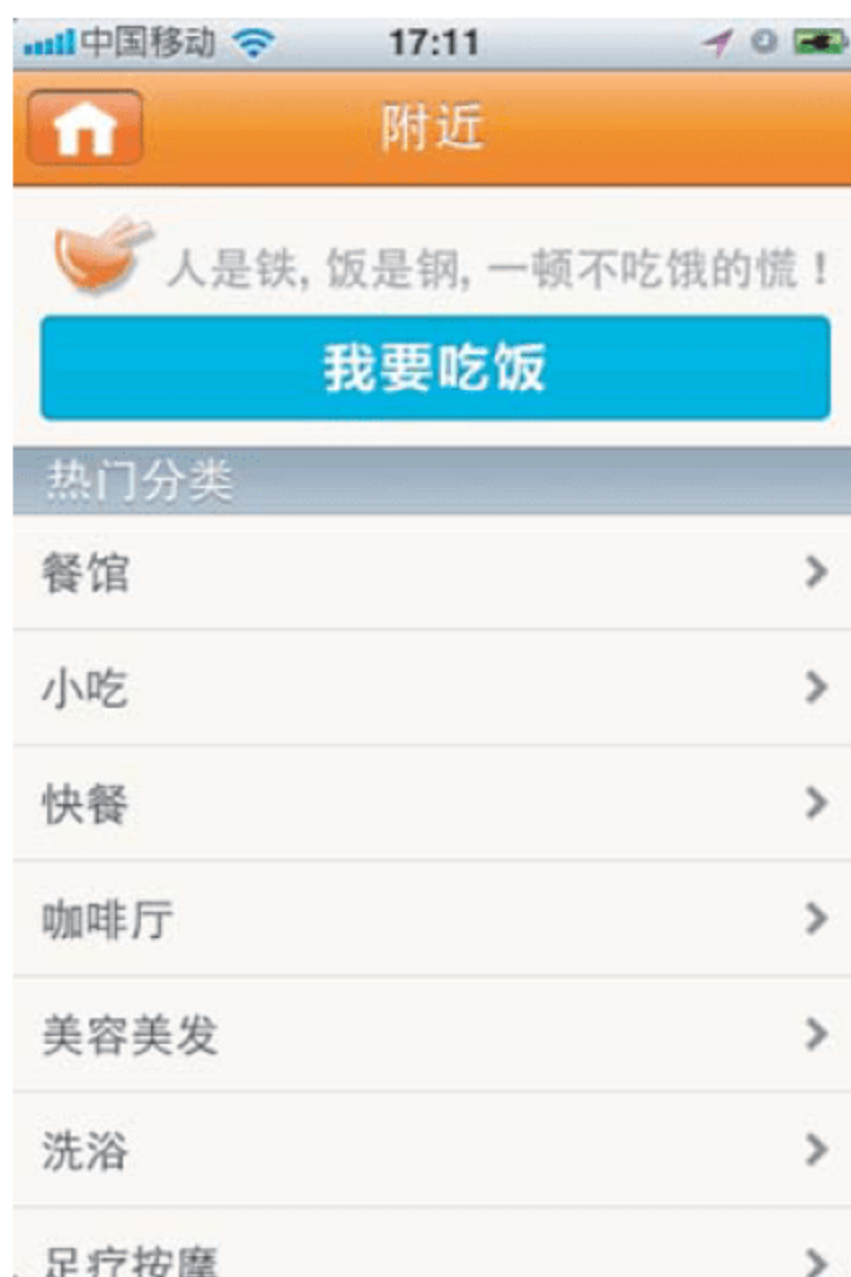 中国移动 17:11
附近
人是铁, 饭是钢, 一顿不吃饿的慌！
我要吃饭
热门分类
餐馆
小吃
快餐
咖啡厅
美容美发
洗浴
足疗按摩